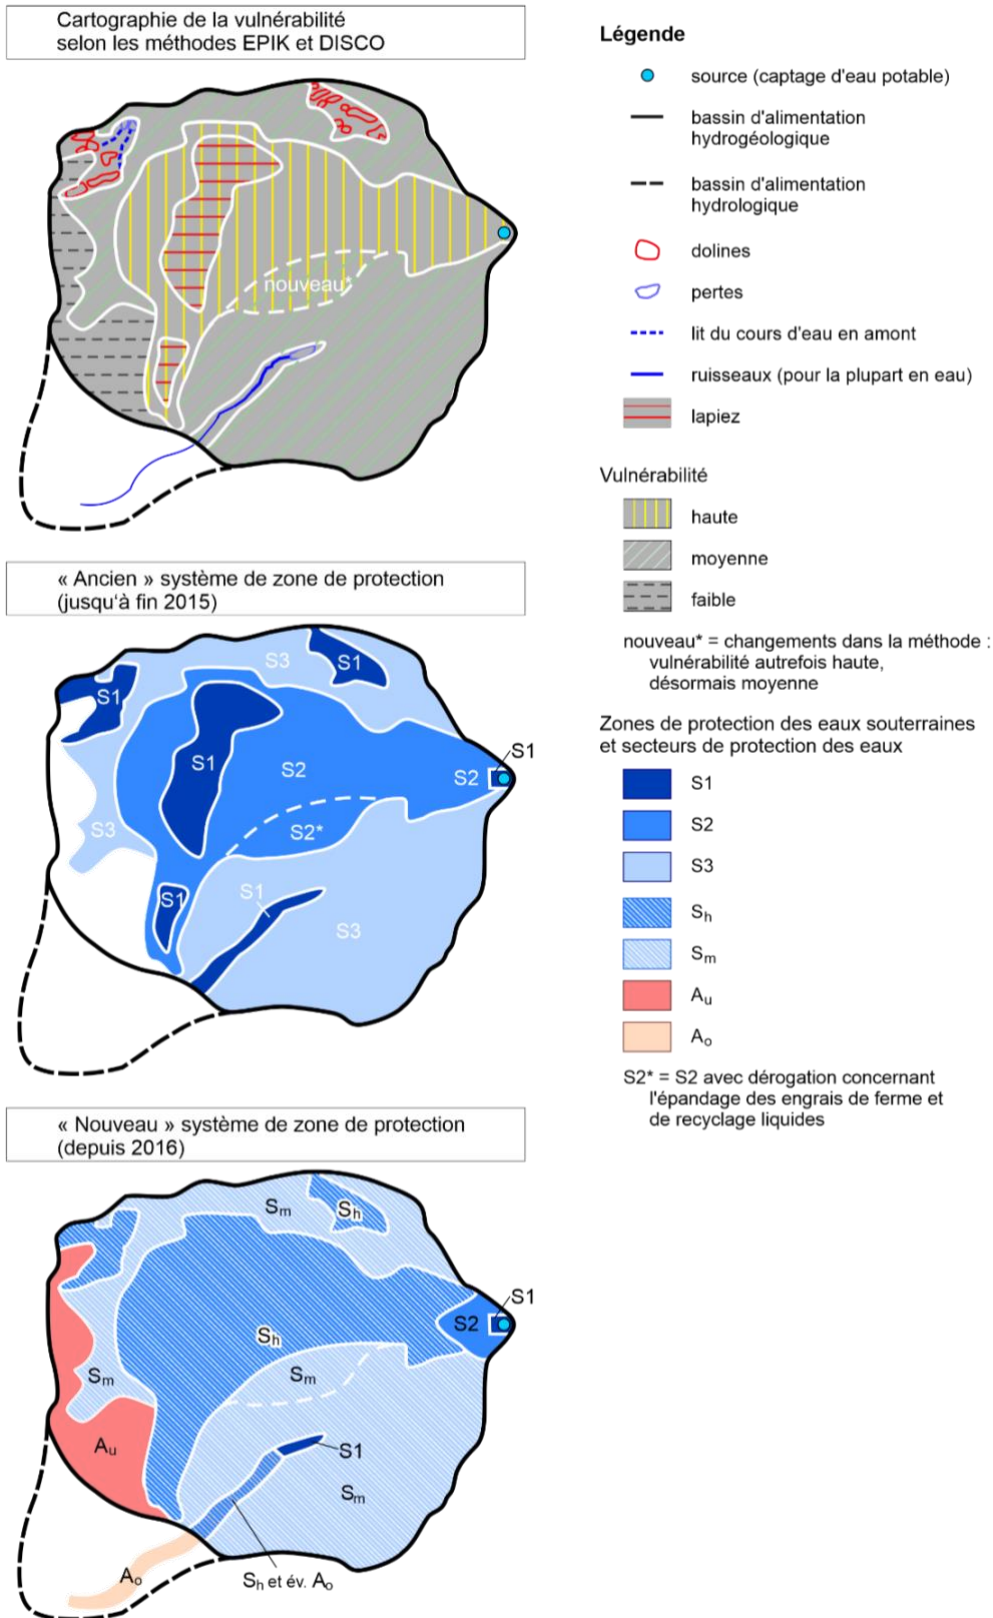 Cartographie de la vulnérabilité
selon les méthodes EPIK et DISCO
nouveau*
Légende
source (captage d'eau potable)
bassin d'alimentation
hydrogéologique
bassin d'alimentation
hydrologique
dolines
pertes
lit du cours d'eau en amont
ruisseaux (pour la plupart en eau)
lapiez
Vulnérabilité
haute
moyenne
faible
nouveau* = changements dans la méthode :
vulnérabilité autrefois haute,
désormais moyenne
Zones de protection des eaux souterraines
et secteurs de protection des eaux
S1
S2
S3
Sh
Sm
Au
Ao
S2* = S2 avec dérogation concernant
l'épandage des engrais de ferme et
de recyclage liquides
« Ancien » système de zone de protection
(jusqu'à fin 2015)
S3
S1
S1
S1
S1
S2
S2
S2*
S3
S1
S1
S3
« Nouveau » système de zone de protection
(depuis 2016)
Sm
Sh
S1
S2
Sh
Sm
Sm
Au
S1
Sm
Ao
Sh et év. Ao